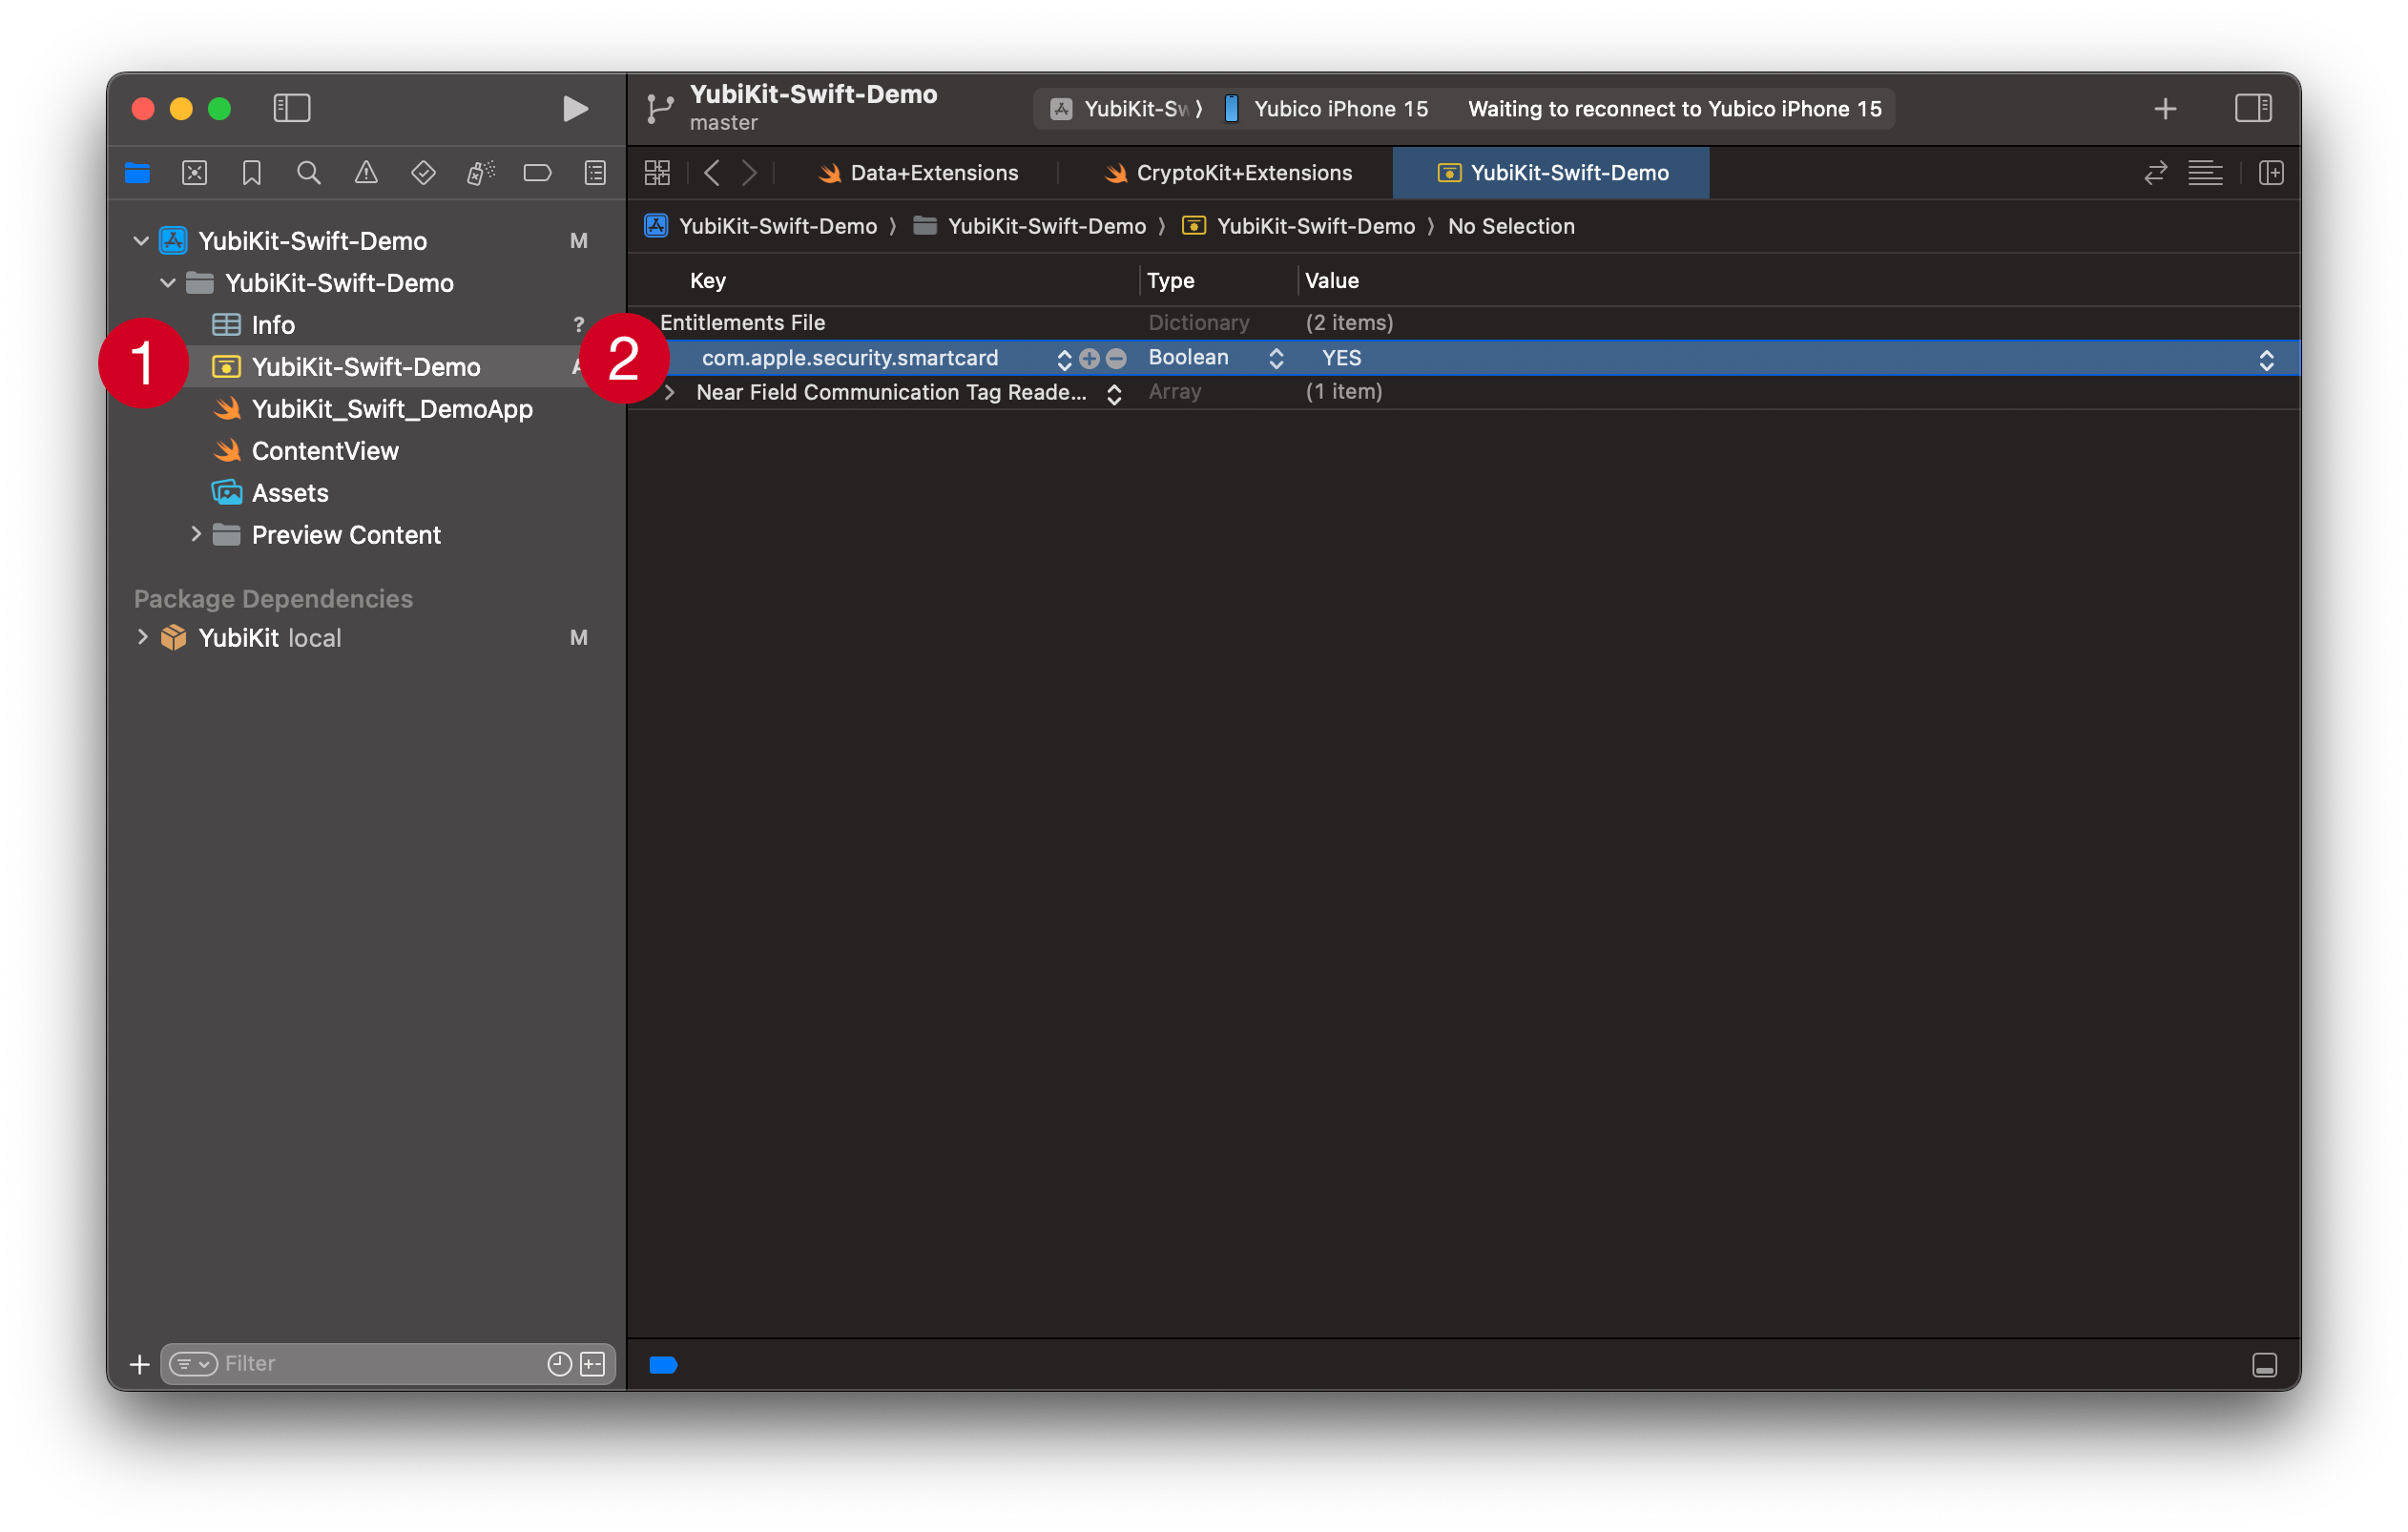 YubiKit-Swift-Demo
master
YubiKit-Sw
Yubico iPhone 15
Waiting to reconnect to Yubico iPhone 15
Data+Extensions
CryptoKit+Extensions
YubiKit-Swift-Demo
YubiKit-Swift-Demo M
YubiKit-Swift-Demo
Info ?
1
YubiKit-Swift-Demo A
YubiKit_Swift_DemoApp
ContentView
Assets
Preview Content
Package Dependencies
YubiKit local M
Filter
YubiKit-Swift-Demo 〉 YubiKit-Swift-Demo 〉 YubiKit-Swift-Demo 〉 No Selection
Key Type Value
Entitlements File Dictionary (2 items)
2
com.apple.security.smartcard Boolean YES
Near Field Communication Tag Reade... Array (1 item)